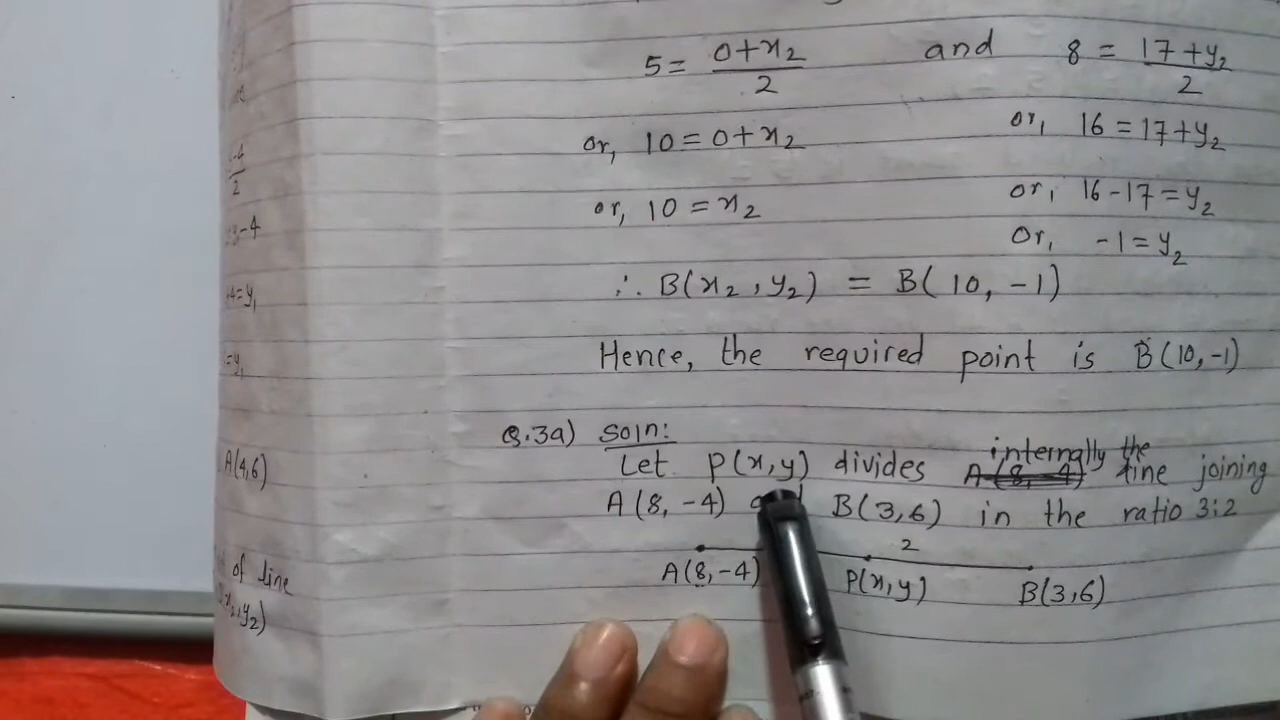 5 = (0+x₂)/2 and 8 = (17+y₂)/2
or, 10 = 0+x₂ or, 16 = 17+y₂
or, 10 = x₂ or, 16-17 = y₂
Or, -1 = y₂
∴ B(x₂, y₂) = B(10, -1)
Hence, the required point is B(10, -1)
Q.3a) Soln:
Let P(x, y) divides internally the line joining
A(8, -4) B(3, 6) in the ratio 3:2
2
A(8, -4) P(x, y) B(3, 6)
-4
2
-4
A(4, 6)
of line